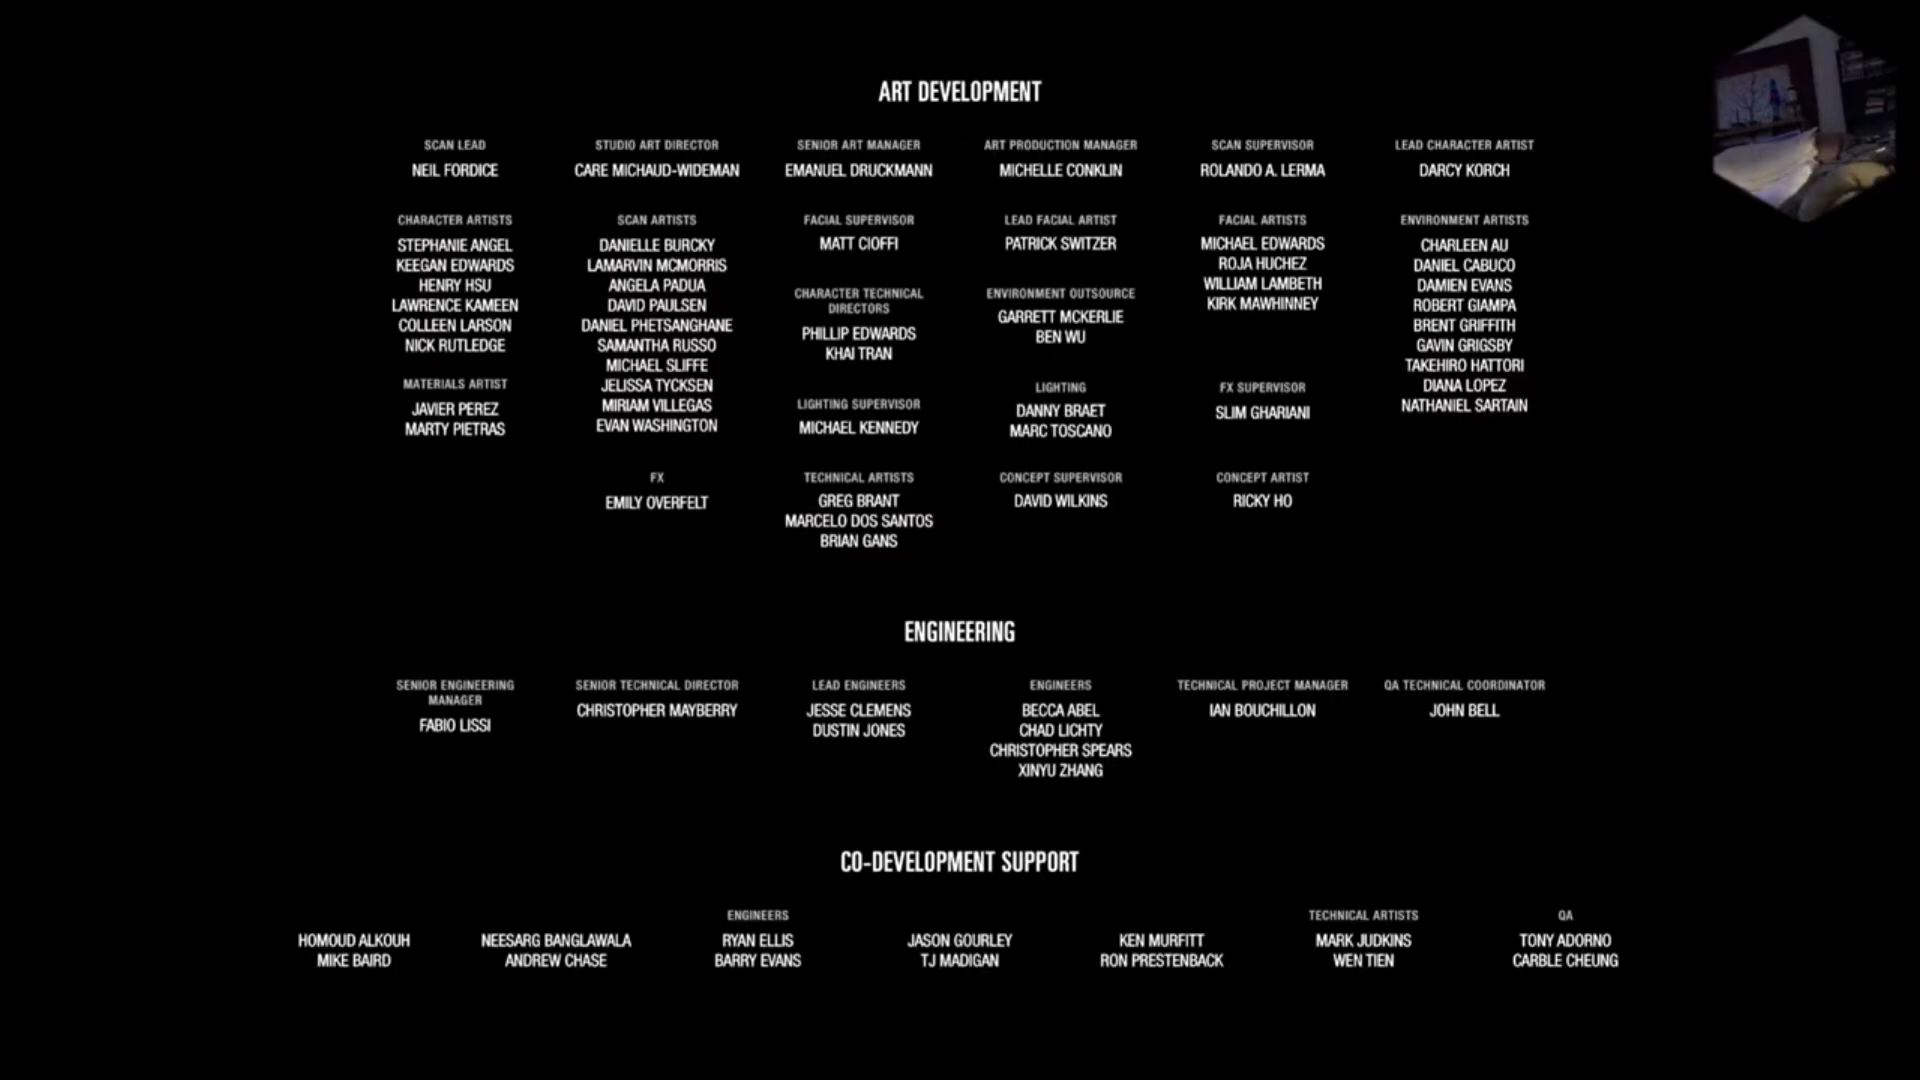 ART DEVELOPMENT
SCAN LEAD
NEIL FORDICE
STUDIO ART DIRECTOR
CARE MICHAUD-WIDEMAN
SENIOR ART MANAGER
EMANUEL DRUCKMANN
ART PRODUCTION MANAGER
MICHELLE CONKLIN
SCAN SUPERVISOR
ROLANDO A. LERMA
LEAD CHARACTER ARTIST
DARCY KORCH
CHARACTER ARTISTS
STEPHANIE ANGEL
KEEGAN EDWARDS
HENRY HSU
LAWRENCE KAMEEN
COLLEEN LARSON
NICK RUTLEDGE
MATERIALS ARTIST
JAVIER PEREZ
MARTY PIETRAS
SCAN ARTISTS
DANIELLE BURCKY
LAMARVIN MCMORRIS
ANGELA PADUA
DAVID PAULSEN
DANIEL PHETSANGHANE
SAMANTHA RUSSO
MICHAEL SLIFFE
JELISSA TYCKSEN
MIRIAM VILLEGAS
EVAN WASHINGTON
FX
EMILY OVERFELT
FACIAL SUPERVISOR
MATT CIOFFI
CHARACTER TECHNICAL
DIRECTORS
PHILLIP EDWARDS
KHAI TRAN
LIGHTING SUPERVISOR
MICHAEL KENNEDY
TECHNICAL ARTISTS
GREG BRANT
MARCELO DOS SANTOS
BRIAN GANS
LEAD FACIAL ARTIST
PATRICK SWITZER
ENVIRONMENT OUTSOURCE
GARRETT MCKERLIE
BEN WU
LIGHTING
DANNY BRAET
MARC TOSCANO
CONCEPT SUPERVISOR
DAVID WILKINS
FACIAL ARTISTS
MICHAEL EDWARDS
ROJA HUCHEZ
WILLIAM LAMBETH
KIRK MAWHINNEY
FX SUPERVISOR
SLIM GHARIANI
CONCEPT ARTIST
RICKY HO
ENVIRONMENT ARTISTS
CHARLEEN AU
DANIEL CABUCO
DAMIEN EVANS
ROBERT GIAMPA
BRENT GRIFFITH
GAVIN GRIGSBY
TAKEHIRO HATTORI
DIANA LOPEZ
NATHANIEL SARTAIN
ENGINEERING
SENIOR ENGINEERING
MANAGER
FABIO LISSI
SENIOR TECHNICAL DIRECTOR
CHRISTOPHER MAYBERRY
LEAD ENGINEERS
JESSE CLEMENS
DUSTIN JONES
ENGINEERS
BECCA ABEL
CHAD LICHTY
CHRISTOPHER SPEARS
XINYU ZHANG
TECHNICAL PROJECT MANAGER
IAN BOUCHILLON
QA TECHNICAL COORDINATOR
JOHN BELL
CO-DEVELOPMENT SUPPORT
ENGINEERS
HOMOUD ALKOUH
MIKE BAIRD
NEESARG BANGLAWALA
ANDREW CHASE
RYAN ELLIS
BARRY EVANS
JASON GOURLEY
TJ MADIGAN
KEN MURFITT
RON PRESTENBACK
TECHNICAL ARTISTS
MARK JUDKINS
WEN TIEN
QA
TONY ADORNO
CARBLE CHEUNG